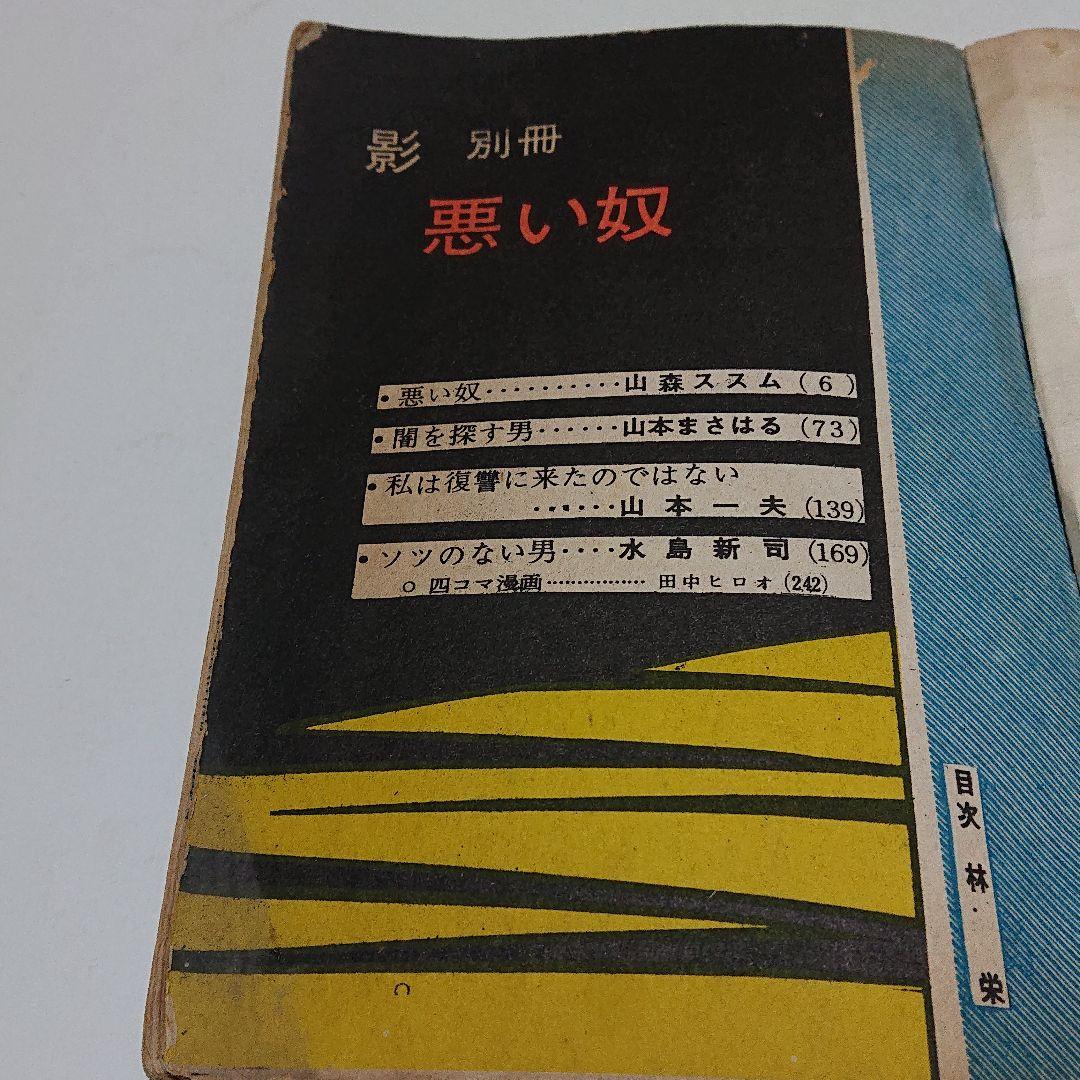 影 別冊
悪い奴
・悪い奴・・・・・・・・・・山森ススム(6)
・闇を探す男・・・・・・山本まさはる(73)
・私は復讐に来たのではない
・・・・・・山本一夫(139)
・ソツのない男・・・・水島新司(169)
○四コマ漫画・・・・・・・・・・・・・・・・田中ヒロオ(242)
目次 林・栄